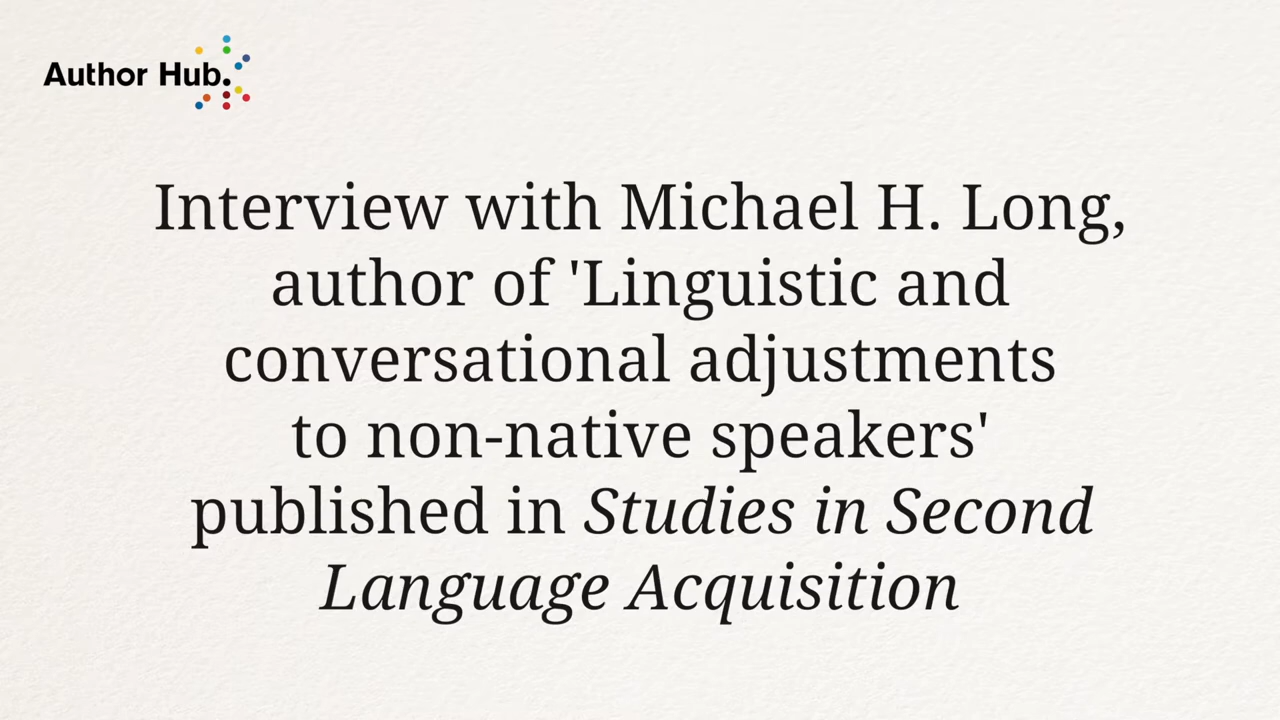 Author Hub.
Interview with Michael H. Long,
author of 'Linguistic and
conversational adjustments
to non-native speakers'
published in Studies in Second
Language Acquisition